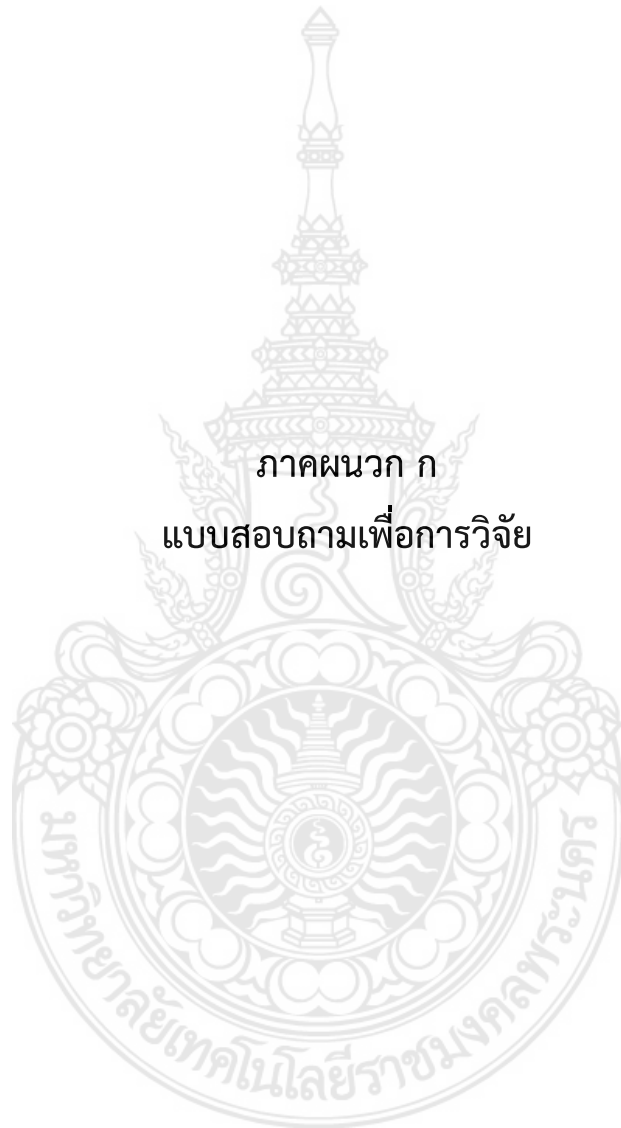 ภาคผนวก ก
แบบสอบถามเพื่อการวิจัย
มหาวิทยาลัยเทคโนโลยีราชมงคลพระนคร